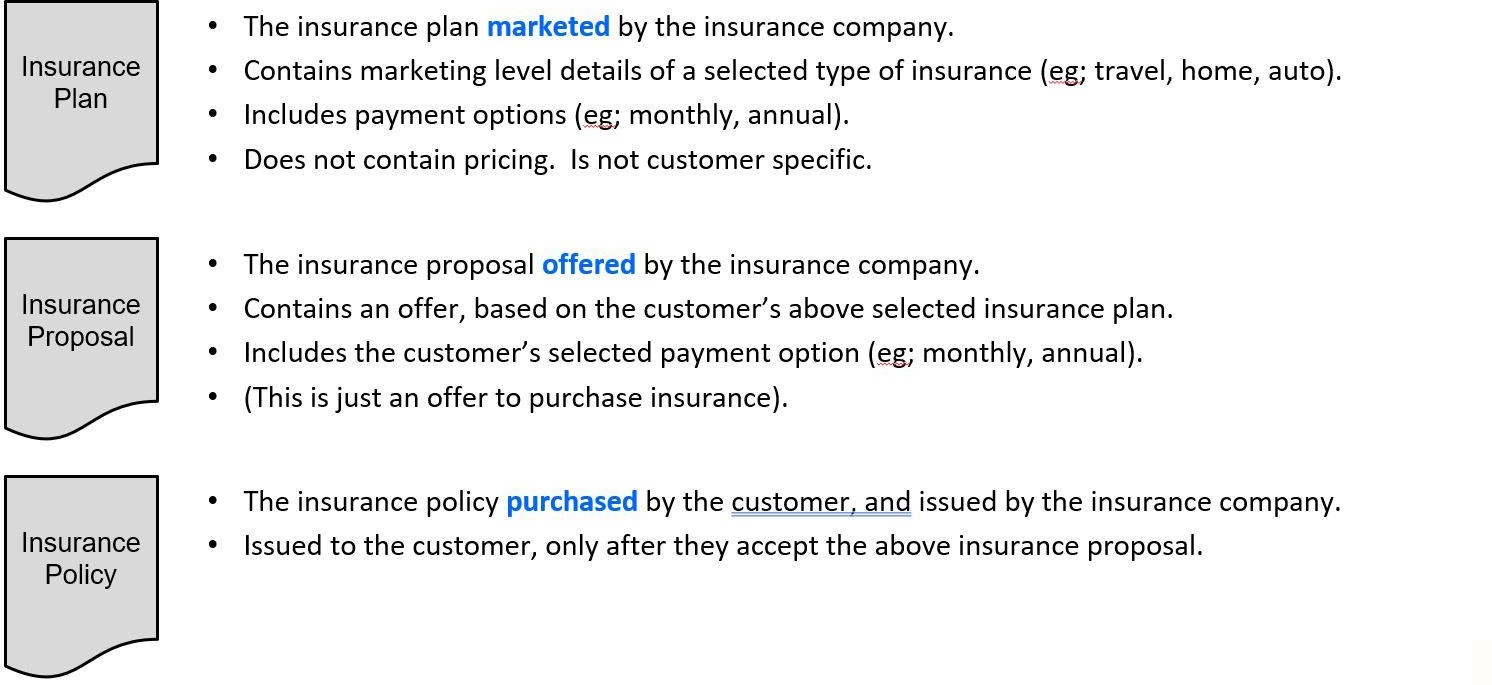 Insurance
Plan
• The insurance plan marketed by the insurance company.
• Contains marketing level details of a selected type of insurance (eg; travel, home, auto).
• Includes payment options (eg; monthly, annual).
• Does not contain pricing.  Is not customer specific.
Insurance
Proposal
• The insurance proposal offered by the insurance company.
• Contains an offer, based on the customer’s above selected insurance plan.
• Includes the customer’s selected payment option (eg; monthly, annual).
• (This is just an offer to purchase insurance).
Insurance
Policy
• The insurance policy purchased by the customer, and issued by the insurance company.
• Issued to the customer, only after they accept the above insurance proposal.